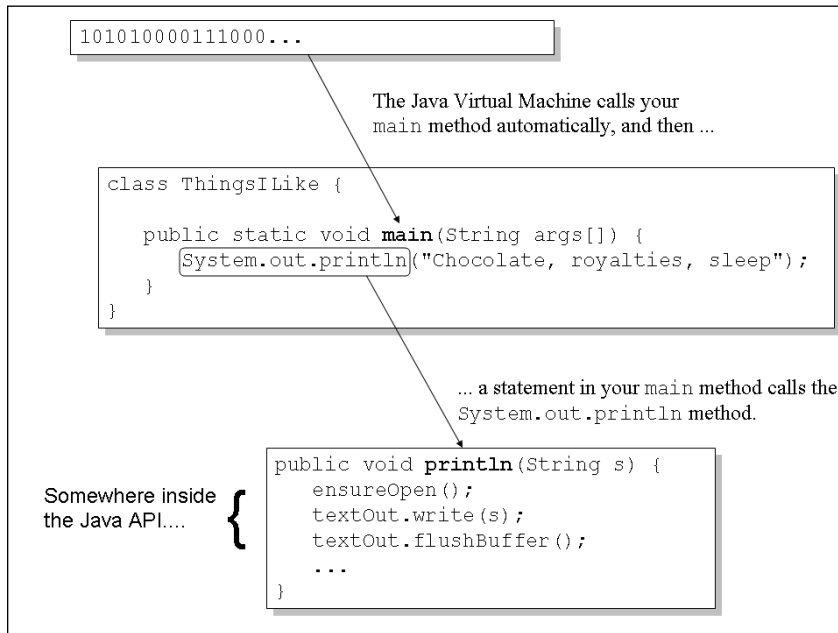 101010000111000...
The Java Virtual Machine calls your
main method automatically, and then ...
class ThingsILike {
public static void main(String args[]) {
System.out.println("Chocolate, royalties, sleep");
}
}
... a statement in your main method calls the
System.out.println method.
Somewhere inside
the Java API....
{
public void println(String s) {
ensureOpen();
textOut.write(s);
textOut.flushBuffer();
...
}